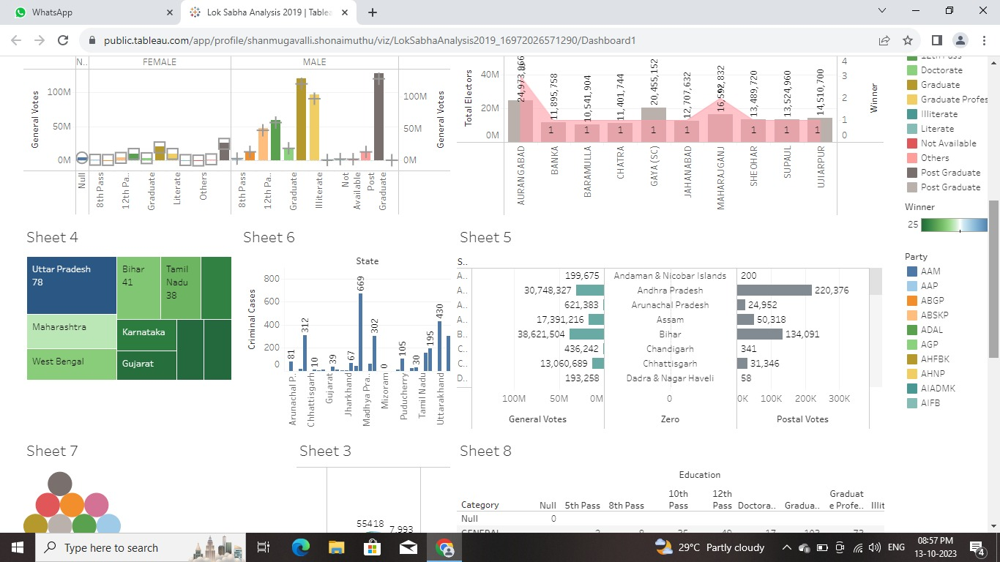 WhatsApp
Lok Sabha Analysis 2019 | Tablea
public.tableau.com/app/profile/shanmugavalli.shonaimuthu/viz/LokSabhaAnalysis2019_16972026571290/Dashboard1
N.. FEMALE MALE
General Votes
100M
50M
0M
100M
50M
0M
General Votes
Null
8th Pass
12th Pa..
Graduate
Literate
Others
8th Pass
12th Pa..
Graduate
Illiterate
Not Available
Post Graduate
Total Electors
40M
20M
0M
24,973,966
11,895,758
10,541,904
11,401,744
20,455,152
12,707,632
16,592,832
13,489,720
13,524,960
14,510,700
1 1 1 1 1 1 1 1 1
4
3
2
1
0
Winner
AURANGABAD
BANKA
BARAMULLA
CHATRA
GAYA (SC)
JAHANABAD
MAHARAJGANJ
SHEOHAR
SUPAUL
UJIARPUR
12th Pass
Doctorate
Graduate
Graduate Profes
Illiterate
Literate
Not Available
Others
Post Graduate
Post Graduate
Winner
25
Party
AAM
AAP
ABGP
ABSKP
ADAL
AGP
AHFBK
AHNP
AIADMK
AIFB
Sheet 4
Uttar Pradesh
78
Bihar
41
Tamil
Nadu
38
Maharashtra
Karnataka
West Bengal
Gujarat
Sheet 6
State
Criminal Cases
800
600
400
200
0
81
312
10
39
67
669
302
0
105
30
195
430
Arunachal P..
Chhattisgarh
Gujarat
Jharkhand
Madhya Pra..
Mizoram
Puducherry
Tamil Nadu
Uttarakhand
Sheet 5
S..
A.. 199,675 Andaman & Nicobar Islands 200
A.. 30,748,327 Andhra Pradesh 220,376
A.. 621,383 Arunachal Pradesh 24,952
A.. 17,391,216 Assam 50,318
B.. 38,621,504 Bihar 134,091
C.. 436,242 Chandigarh 341
C.. 13,060,689 Chhattisgarh 31,346
D.. 193,258 Dadra & Nagar Haveli 58
100M 50M 0M 0 0K 100K 200K 300K
General Votes Zero Postal Votes
Sheet 7
Sheet 3
55418
7,993
Sheet 8
Education
Category Null 5th Pass 8th Pass 10th Pass 12th Pass Doctora.. Gradua.. Graduat e Profe.. Illit
Null 0
GENERAL
Type here to search
29°C Partly cloudy
ENG
08:57 PM
13-10-2023
4